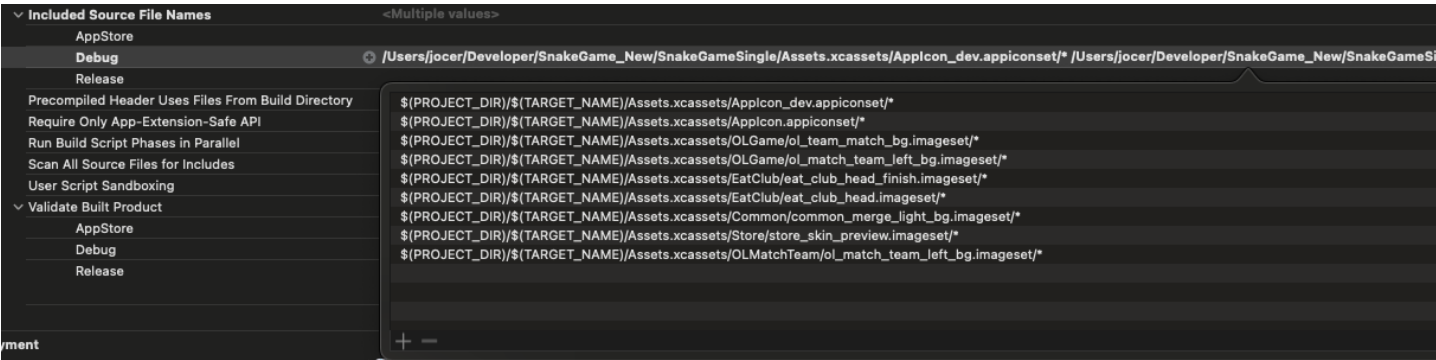 Included Source File Names <Multiple values>
AppStore
Debug /Users/jocer/Developer/SnakeGame_New/SnakeGameSingle/Assets.xcassets/AppIcon_dev.appiconset/* /Users/jocer/Developer/SnakeGame_New/SnakeGameSi
Release
Precompiled Header Uses Files From Build Directory
Require Only App-Extension-Safe API
Run Build Script Phases in Parallel
Scan All Source Files for Includes
User Script Sandboxing
Validate Built Product
AppStore
Debug
Release
yment
$(PROJECT_DIR)/$(TARGET_NAME)/Assets.xcassets/AppIcon_dev.appiconset/*
$(PROJECT_DIR)/$(TARGET_NAME)/Assets.xcassets/AppIcon.appiconset/*
$(PROJECT_DIR)/$(TARGET_NAME)/Assets.xcassets/OLGame/ol_team_match_bg.imageset/*
$(PROJECT_DIR)/$(TARGET_NAME)/Assets.xcassets/OLGame/ol_match_team_left_bg.imageset/*
$(PROJECT_DIR)/$(TARGET_NAME)/Assets.xcassets/EatClub/eat_club_head_finish.imageset/*
$(PROJECT_DIR)/$(TARGET_NAME)/Assets.xcassets/EatClub/eat_club_head.imageset/*
$(PROJECT_DIR)/$(TARGET_NAME)/Assets.xcassets/Common/common_merge_light_bg.imageset/*
$(PROJECT_DIR)/$(TARGET_NAME)/Assets.xcassets/Store/store_skin_preview.imageset/*
$(PROJECT_DIR)/$(TARGET_NAME)/Assets.xcassets/OLMatchTeam/ol_match_team_left_bg.imageset/*